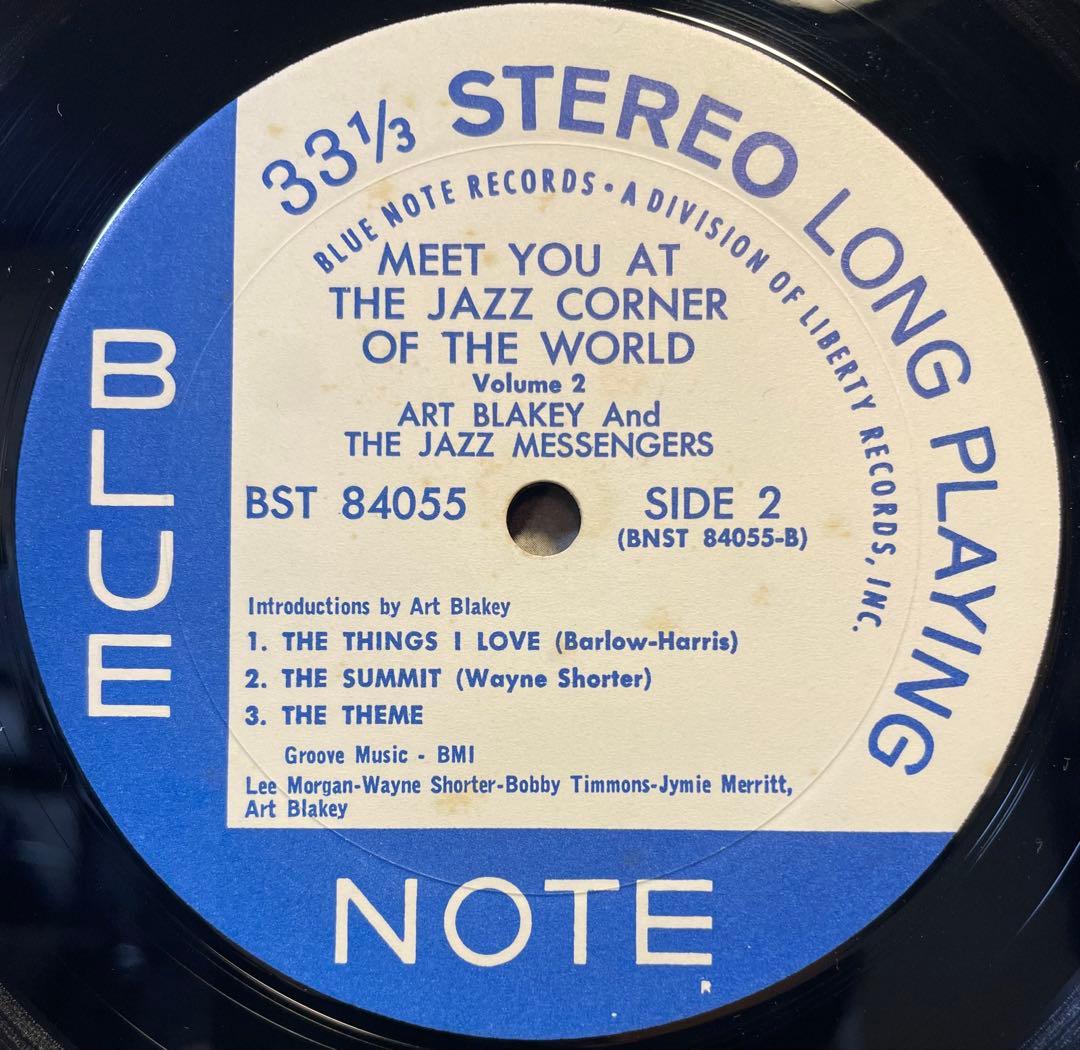 33⅓ STEREO LONG PLAYING
BLUE NOTE RECORDS • A DIVISION OF LIBERTY RECORDS, INC.
MEET YOU AT
THE JAZZ CORNER
OF THE WORLD
Volume 2
ART BLAKEY And
THE JAZZ MESSENGERS
BST 84055
SIDE 2
(BNST 84055-B)
Introductions by Art Blakey
1. THE THINGS I LOVE (Barlow-Harris)
2. THE SUMMIT (Wayne Shorter)
3. THE THEME
Groove Music - BMI
Lee Morgan-Wayne Shorter-Bobby Timmons-Jymie Merritt,
Art Blakey
BLUE
NOTE
R